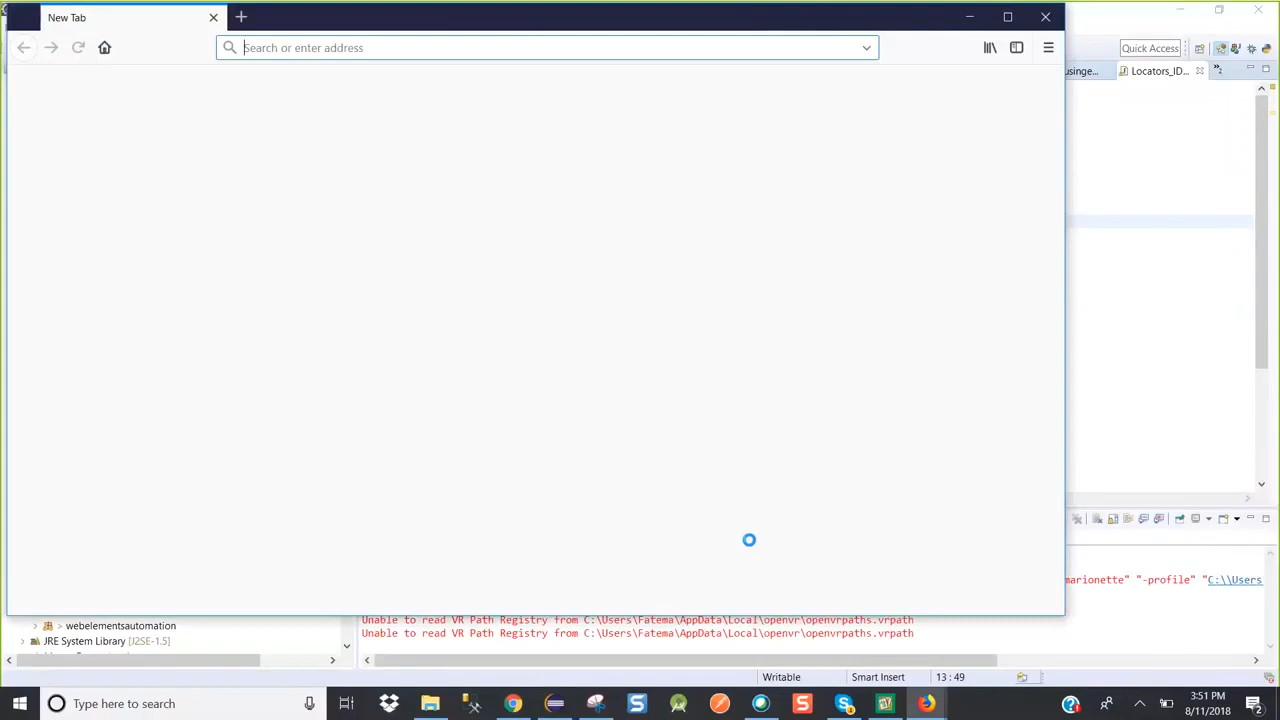 New Tab
Quick Access
Search or enter address
usinge...
Locators_ID...
2
marionette" "-profile" "C:\\Users
Unable to read VR Path Registry from C:\Users\Fatema\AppData\Local\openvr\openvrpaths.vrpath
Unable to read VR Path Registry from C:\Users\Fatema\AppData\Local\openvr\openvrpaths.vrpath
webelementsautomation
JRE System Library [J2SE-1.5]
Writable
Smart Insert
13 : 49
Type here to search
3:51 PM
8/11/2018
2